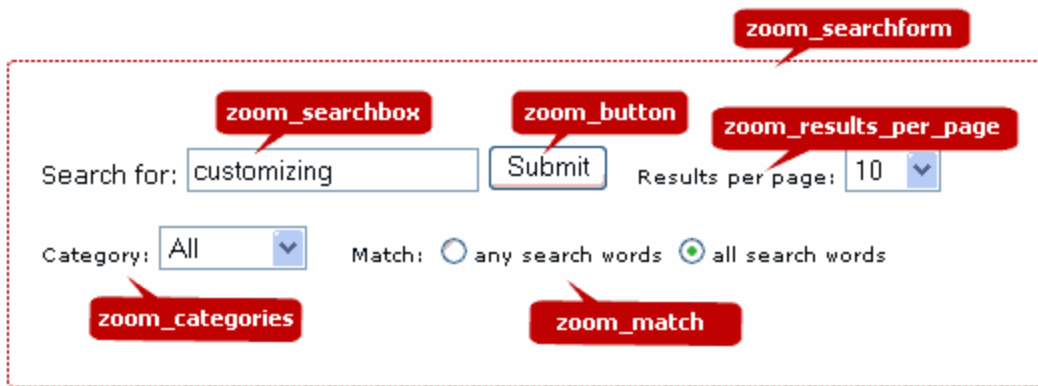 zoom_searchform
zoom_searchbox
zoom_button
zoom_results_per_page
Search for: customizing Submit Results per page: 10
Category: All Match: any search words all search words
zoom_categories
zoom_match